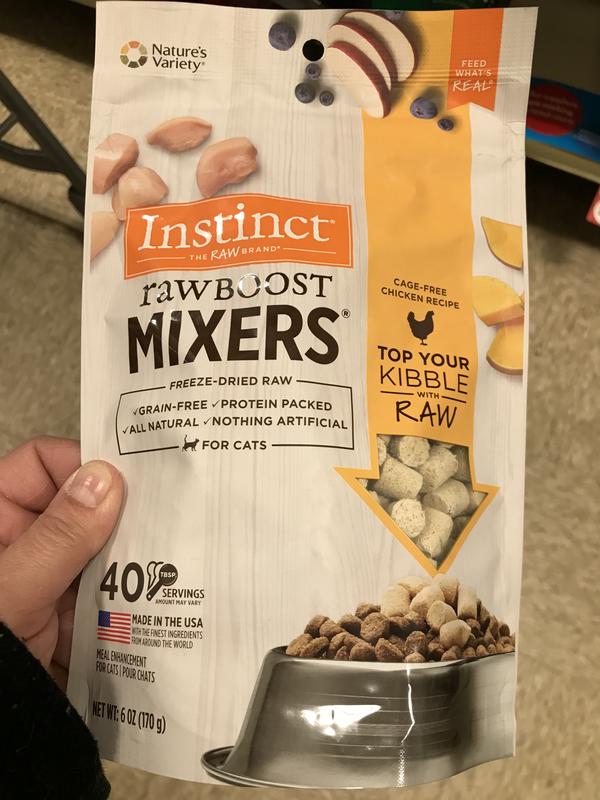 Nature's
Variety®
FEED
WHAT'S
REAL®
Instinct®
THE RAW BRAND®
rawBOOST
MIXERS®
FREEZE-DRIED RAW
✓GRAIN-FREE ✓PROTEIN PACKED
✓ALL NATURAL ✓NOTHING ARTIFICIAL
FOR CATS
CAGE-FREE
CHICKEN RECIPE
TOP YOUR
KIBBLE
WITH
RAW
40 TBSP. SERVINGS
AMOUNT MAY VARY
MADE IN THE USA
WITH THE FINEST INGREDIENTS
FROM AROUND THE WORLD
MEAL ENHANCEMENT
FOR CATS | POUR CHATS
NET WT: 6 OZ (170 g)